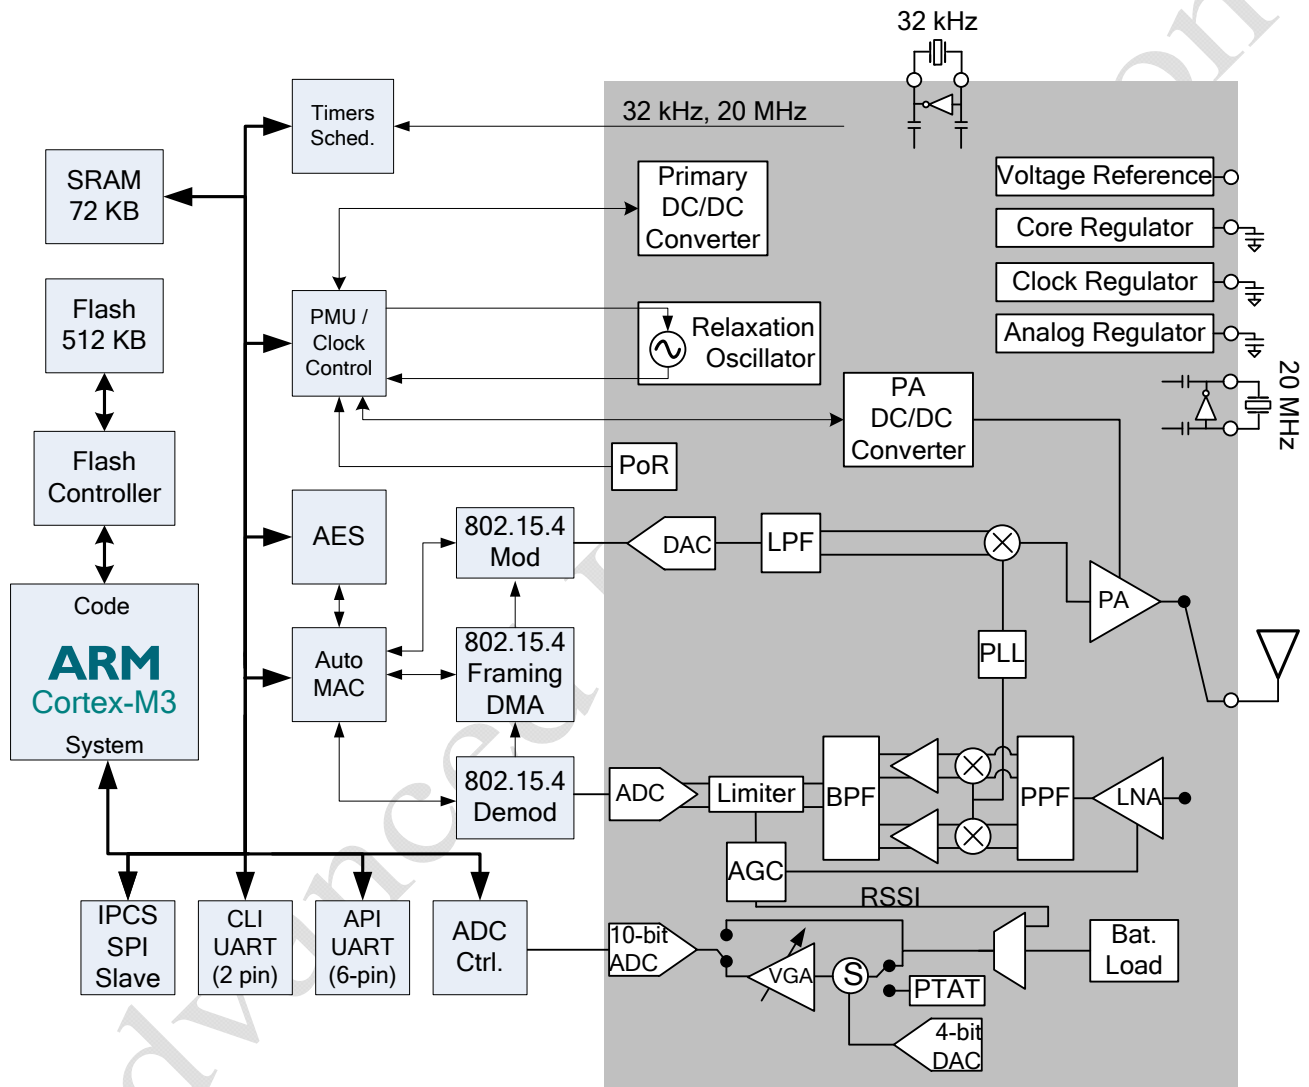 32 kHz
32 kHz, 20 MHz
Timers
Sched.
SRAM
72 KB
Primary
DC/DC
Converter
Voltage Reference
Core Regulator
Clock Regulator
Analog Regulator
20 MHz
Flash
512 KB
PMU /
Clock
Control
Relaxation
Oscillator
PA
DC/DC
Converter
PoR
Flash
Controller
AES
802.15.4
Mod
DAC
LPF
PA
Code
ARM
Cortex-M3
System
Auto
MAC
802.15.4
Framing
DMA
PLL
802.15.4
Demod
ADC
Limiter
BPF
PPF
LNA
AGC
RSSI
IPCS
SPI
Slave
CLI
UART
(2 pin)
API
UART
(6-pin)
ADC
Ctrl.
10-bit
ADC
VGA
S
PTAT
Bat.
Load
4-bit
DAC